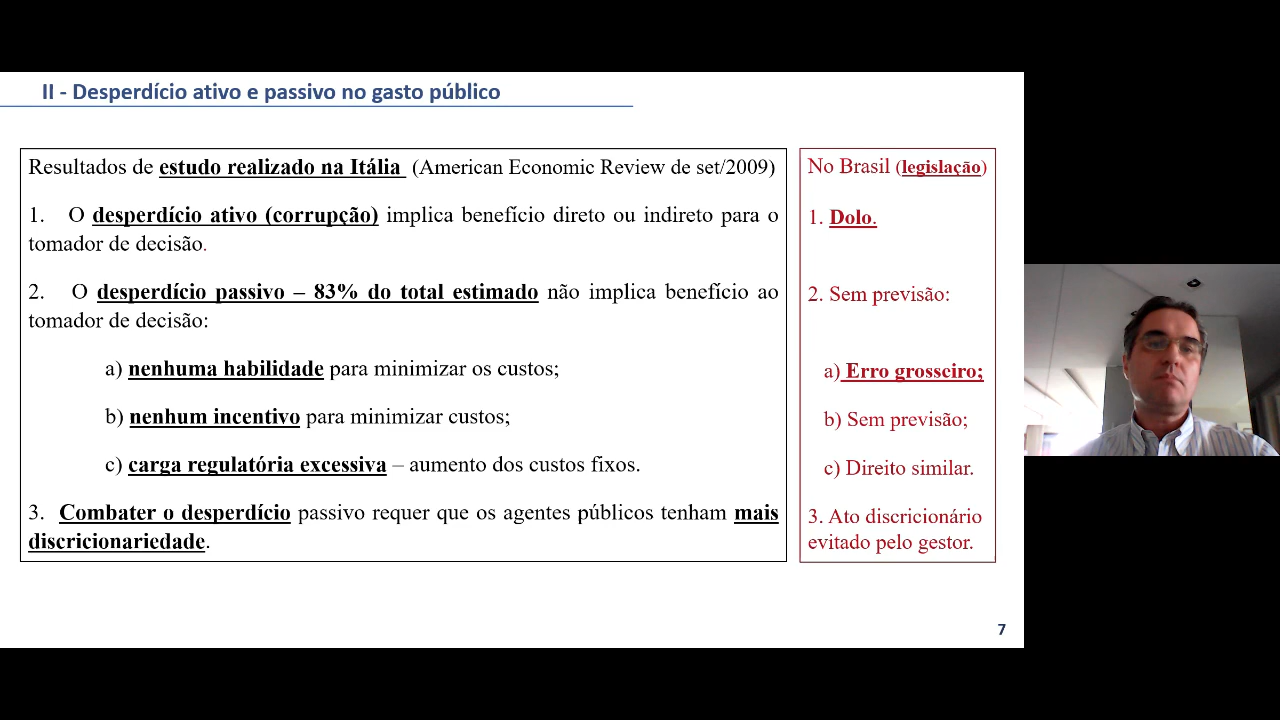 II - Desperdício ativo e passivo no gasto público
Resultados de estudo realizado na Itália (American Economic Review de set/2009)
1. O desperdício ativo (corrupção) implica benefício direto ou indireto para o
tomador de decisão.
2. O desperdício passivo – 83% do total estimado não implica benefício ao
tomador de decisão:
a) nenhuma habilidade para minimizar os custos;
b) nenhum incentivo para minimizar custos;
c) carga regulatória excessiva – aumento dos custos fixos.
3. Combater o desperdício passivo requer que os agentes públicos tenham mais
discricionariedade.
No Brasil (legislação)
1. Dolo.
2. Sem previsão:
a) Erro grosseiro;
b) Sem previsão;
c) Direito similar.
3. Ato discricionário
evitado pelo gestor.
7